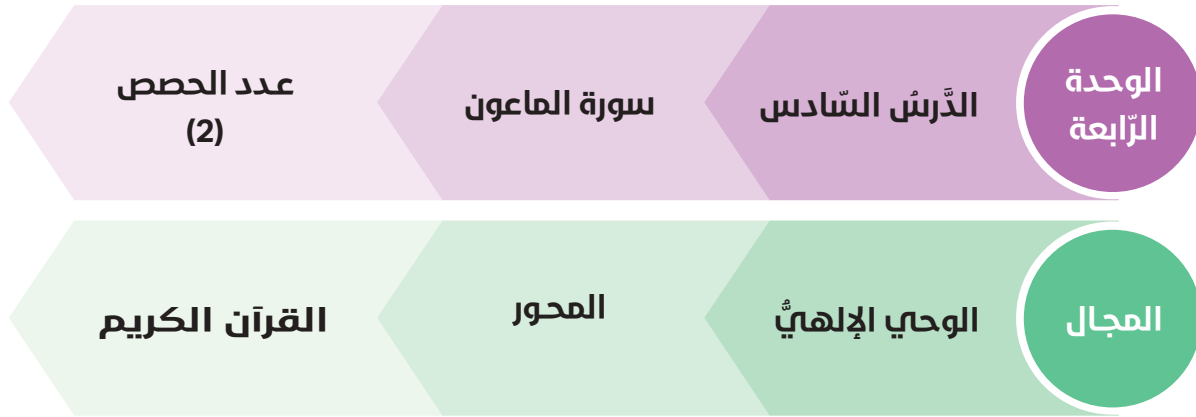 الوحدة
الرّابعة
الدَّرسُ السّادس
سورة الماعون
عدد الحصص
(2)
المجال
الوحي الإلهيُّ
المحور
القرآن الكريم